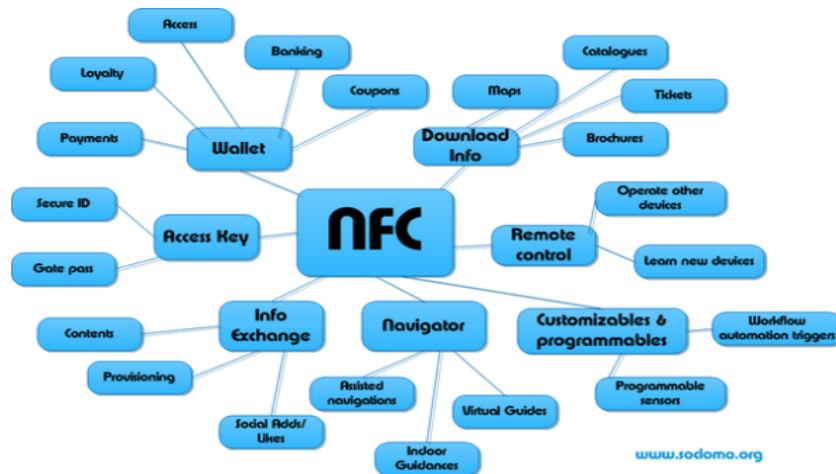 Access
Banking
Loyalty
Coupons
Payments
Wallet
Catalogues
Maps
Tickets
Download
Info
Brochures
Secure ID
Access Key
Gate pass
NFC
Operate other
devices
Remote
control
Learn new devices
Info
Exchange
Contents
Provisioning
Social Adds/
Likes
Navigator
Assisted
navigations
Indoor
Guidances
Virtual Guides
Customizables &
programmables
Workflow
automation triggers
Programmable
sensors
www.sodomo.org